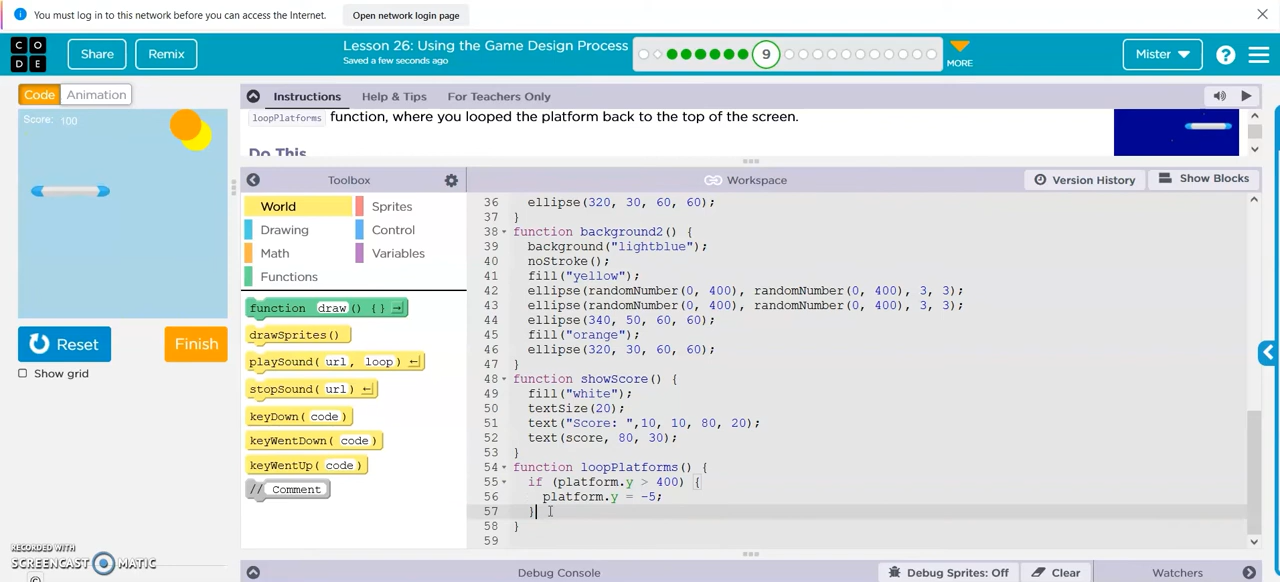 You must log in to this network before you can access the Internet. Open network login page
C O D E
Share
Remix
Lesson 26: Using the Game Design Process
Saved a few seconds ago
9
MORE
Mister
?
Code Animation
Instructions Help & Tips For Teachers Only
loopPlatforms function, where you looped the platform back to the top of the screen.
Do This
Score: 100
Reset
Finish
Show grid
Toolbox
Workspace
Version History
Show Blocks
World
Sprites
Drawing
Control
Math
Variables
Functions
function draw() { }
drawSprites()
playSound( url, loop )
stopSound( url )
keyDown( code )
keyWentDown( code )
keyWentUp( code )
// Comment
36 ellipse(320, 30, 60, 60);
37 }
38 function background2() {
39 background("lightblue");
40 noStroke();
41 fill("yellow");
42 ellipse(randomNumber(0, 400), randomNumber(0, 400), 3, 3);
43 ellipse(randomNumber(0, 400), randomNumber(0, 400), 3, 3);
44 ellipse(340, 50, 60, 60);
45 fill("orange");
46 ellipse(320, 30, 60, 60);
47 }
48 function showScore() {
49 fill("white");
50 textSize(20);
51 text("Score: ",10, 10, 80, 20);
52 text(score, 80, 30);
53 }
54 function loopPlatforms() {
55 if (platform.y > 400) {
56 platform.y = -5;
57 }
58 }
59
Debug Console
Debug Sprites: Off
Clear
Watchers
RECORDED WITH
SCREENCAST MATIC